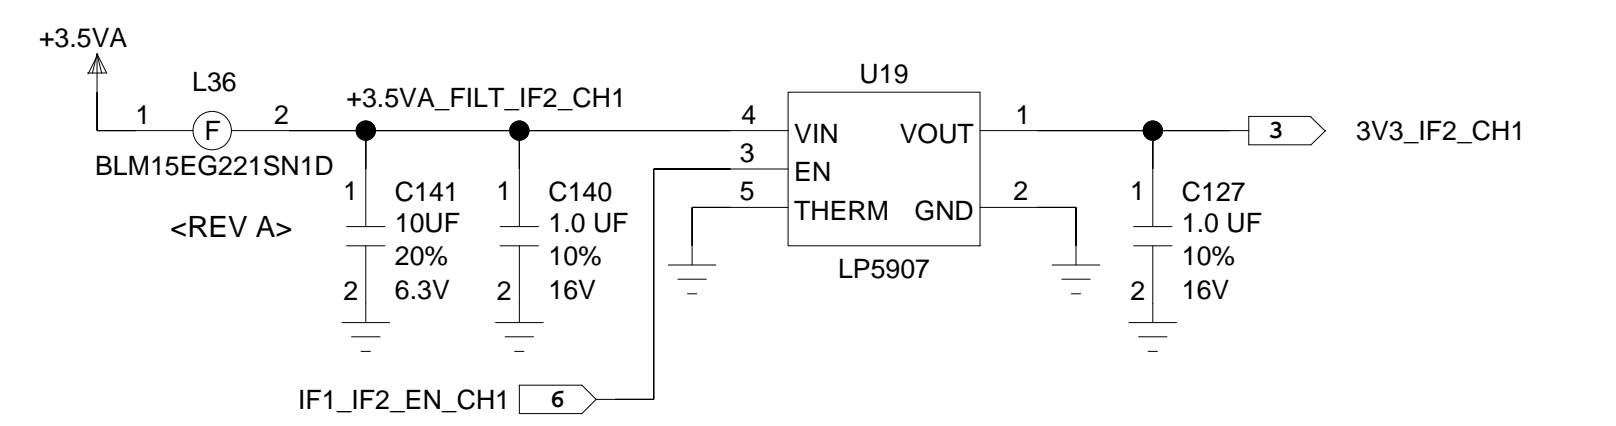 +3.5VA
L36
1
F
2
BLM15EG221SN1D
<REV A>
+3.5VA_FILT_IF2_CH1
1
C141
10UF
20%
2
6.3V
1
C140
1.0 UF
10%
2
16V
U19
4
VIN
VOUT
1
3
EN
5
THERM
GND
2
LP5907
3
3V3_IF2_CH1
1
C127
1.0 UF
10%
2
16V
IF1_IF2_EN_CH1
6